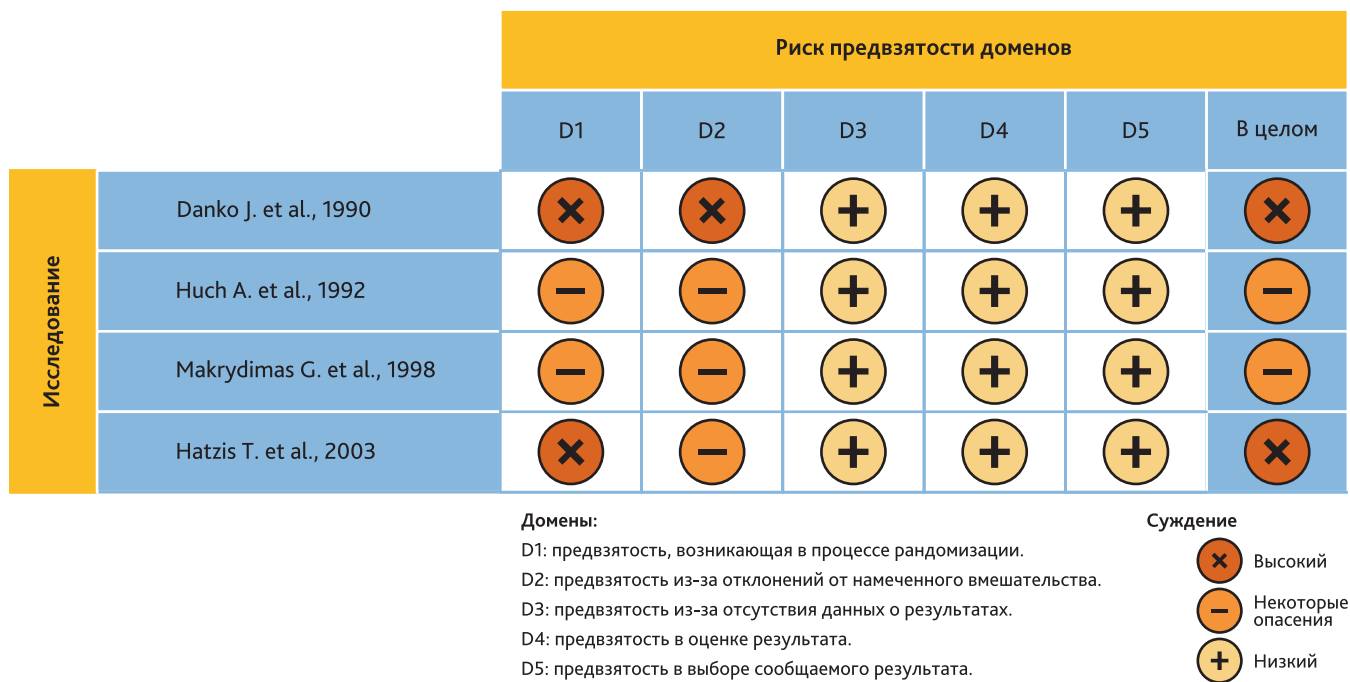 Риск предвзятости доменов
D1 D2 D3 D4 D5 В целом
Исследование
Danko J. et al., 1990
Huch A. et al., 1992
Makrydimas G. et al., 1998
Hatzis T. et al., 2003
Домены:
D1: предвзятость, возникающая в процессе рандомизации.
D2: предвзятость из-за отклонений от намеченного вмешательства.
D3: предвзятость из-за отсутствия данных о результатах.
D4: предвзятость в оценке результата.
D5: предвзятость в выборе сообщаемого результата.
Суждение
Высокий
Некоторые
опасения
Низкий